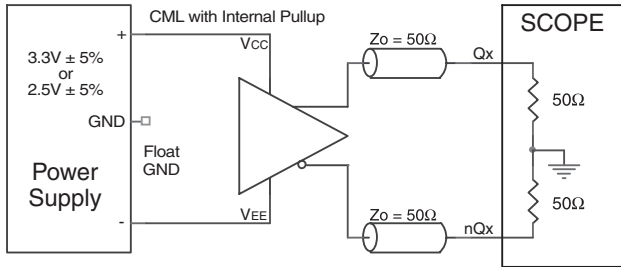 CML with Internal Pullup
SCOPE
+
VCC
Zo = 50Ω
Qx
3.3V ± 5%
or
2.5V ± 5%
50Ω
GND
Float
GND
Power
Supply
50Ω
-
VEE
Zo = 50Ω
nQx